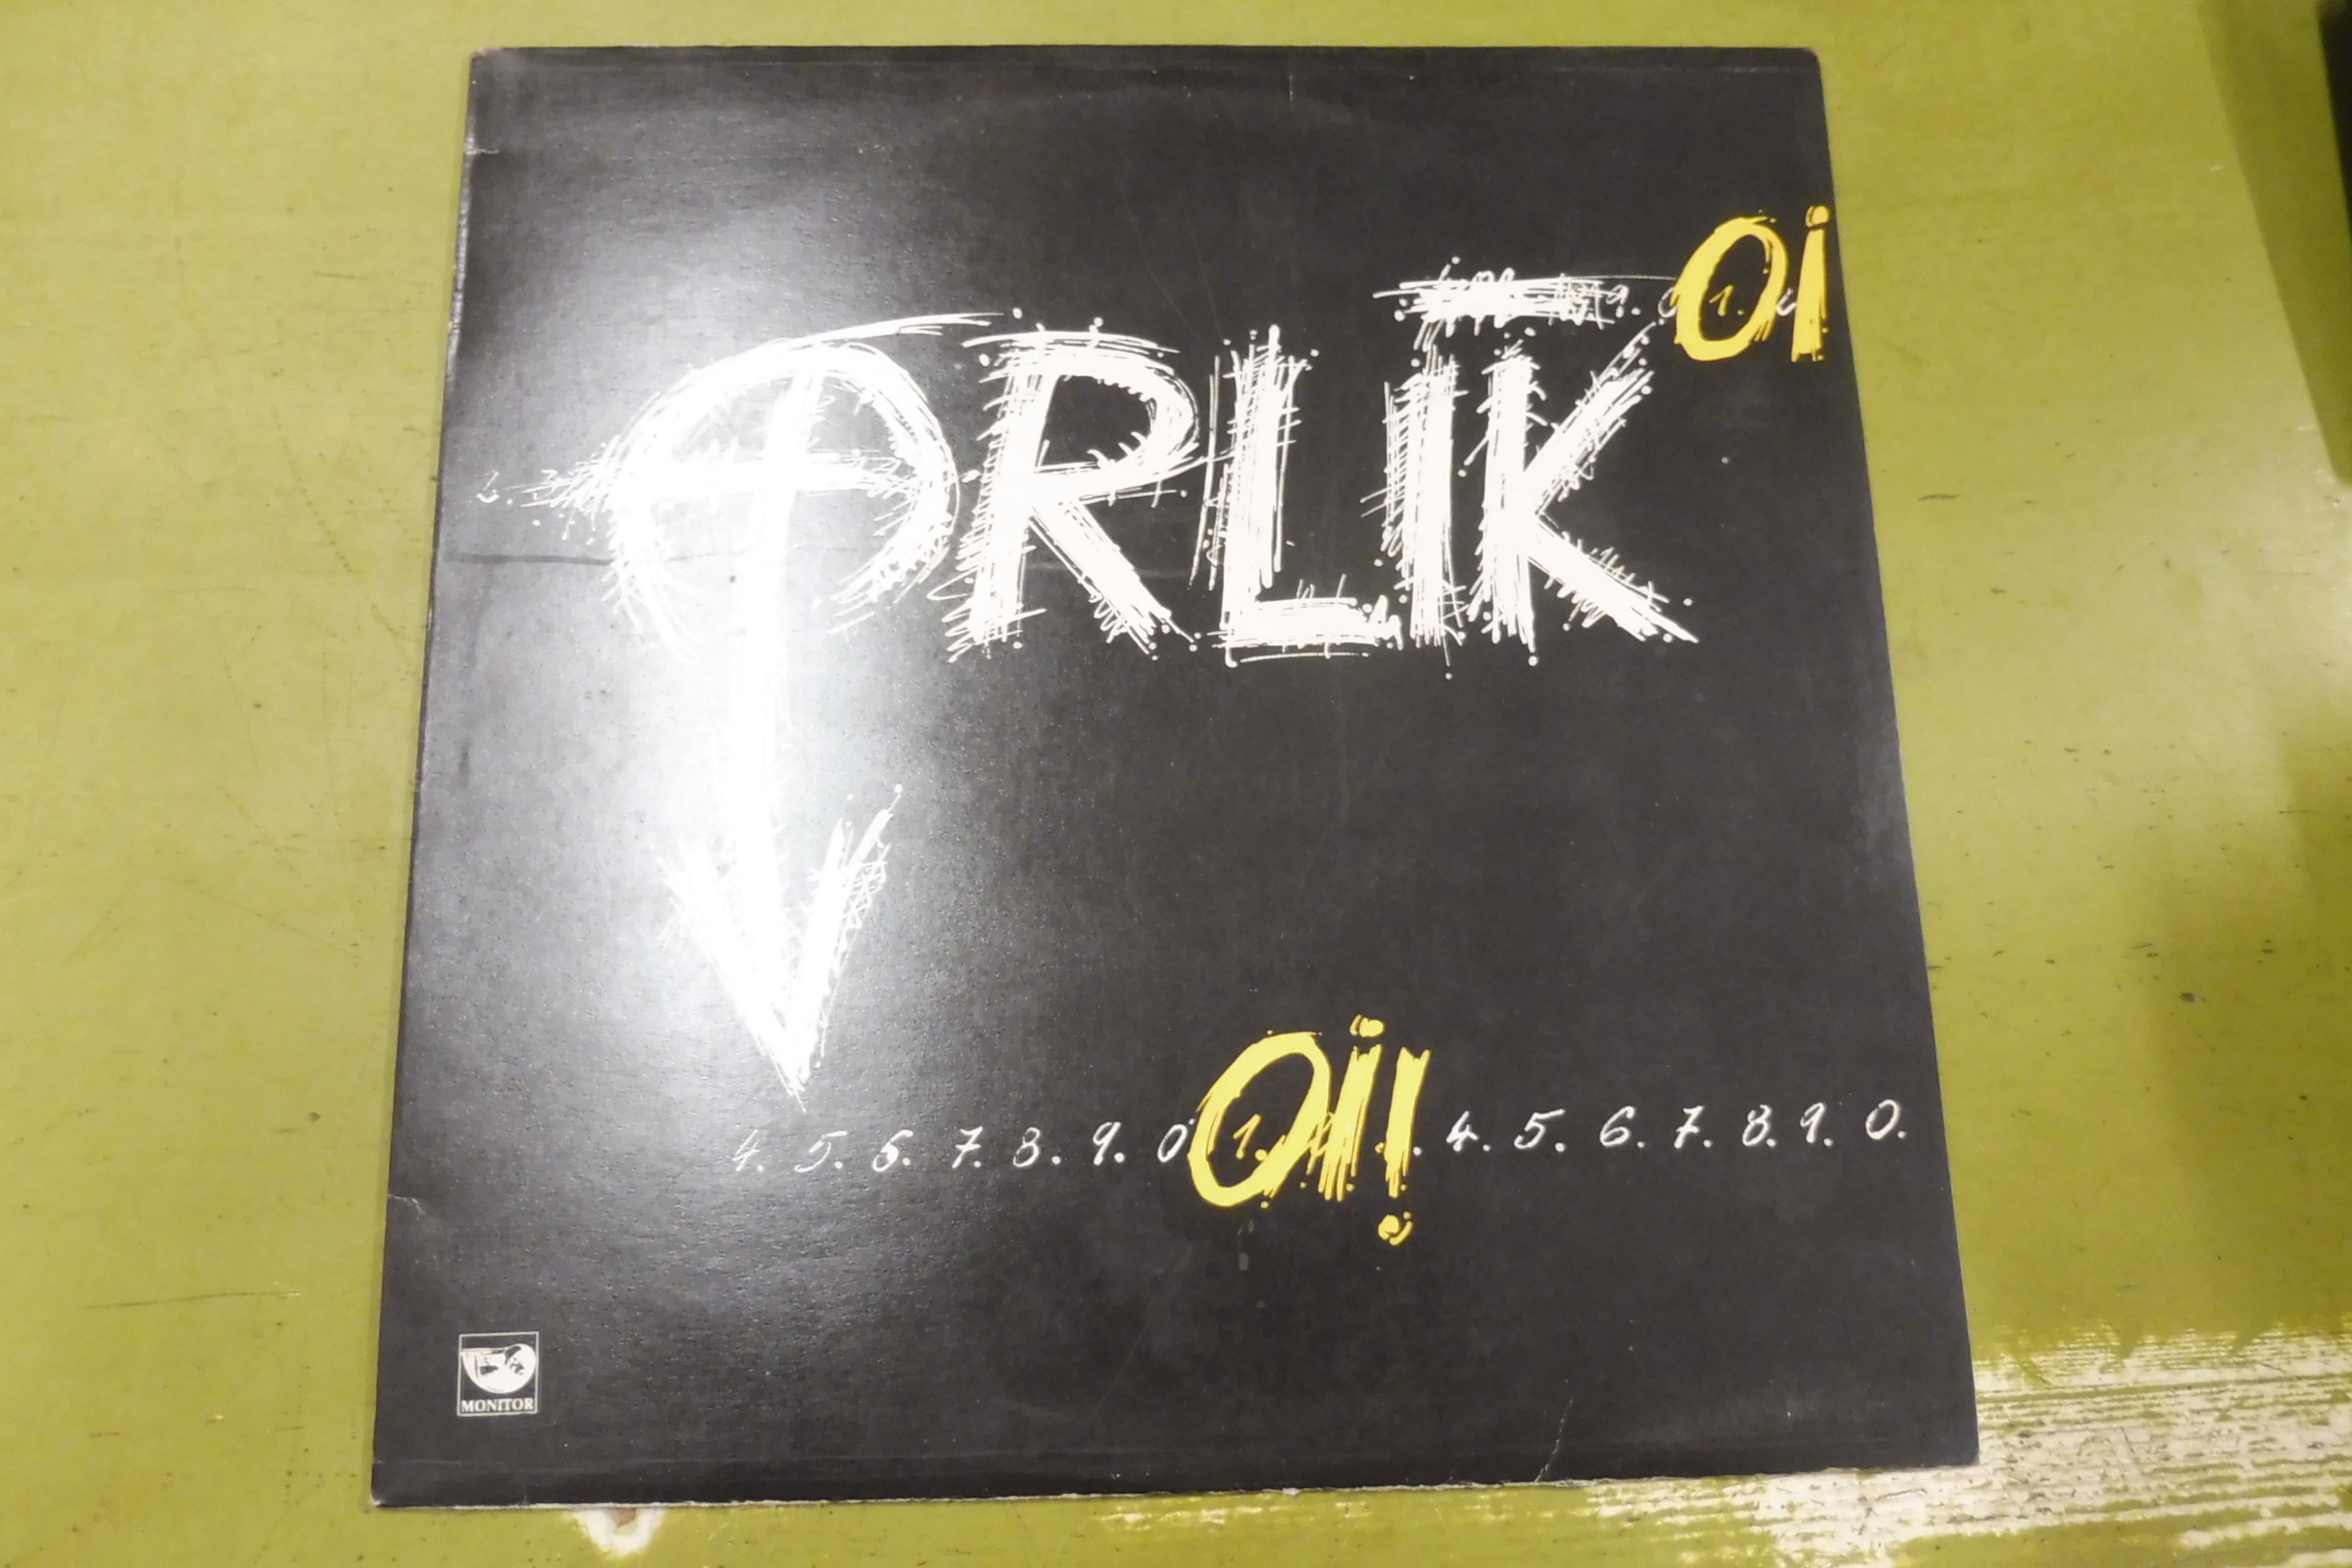 Oi
ORLÍK
Oi!
4. 5. 6. 7. 8. 9. 0 1. 4. 5. 6. 7. 8. 9. 0.
MONITOR